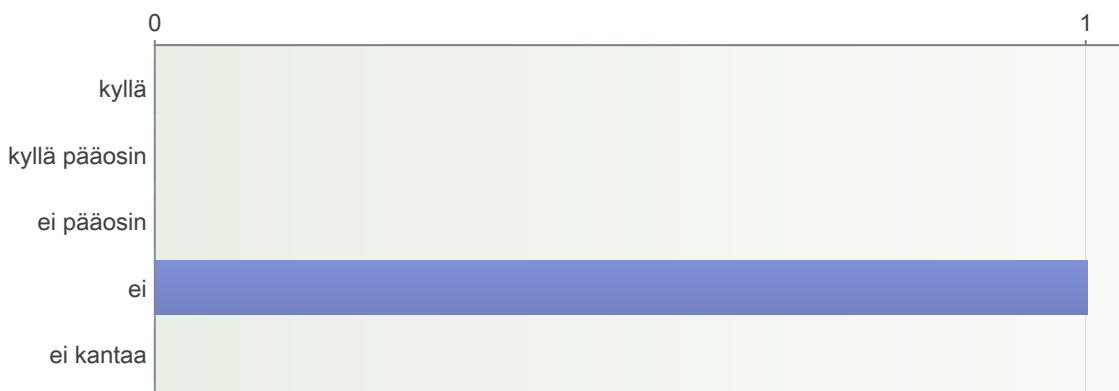 0 1
kyllä
kyllä pääosin
ei pääosin
ei
ei kantaa